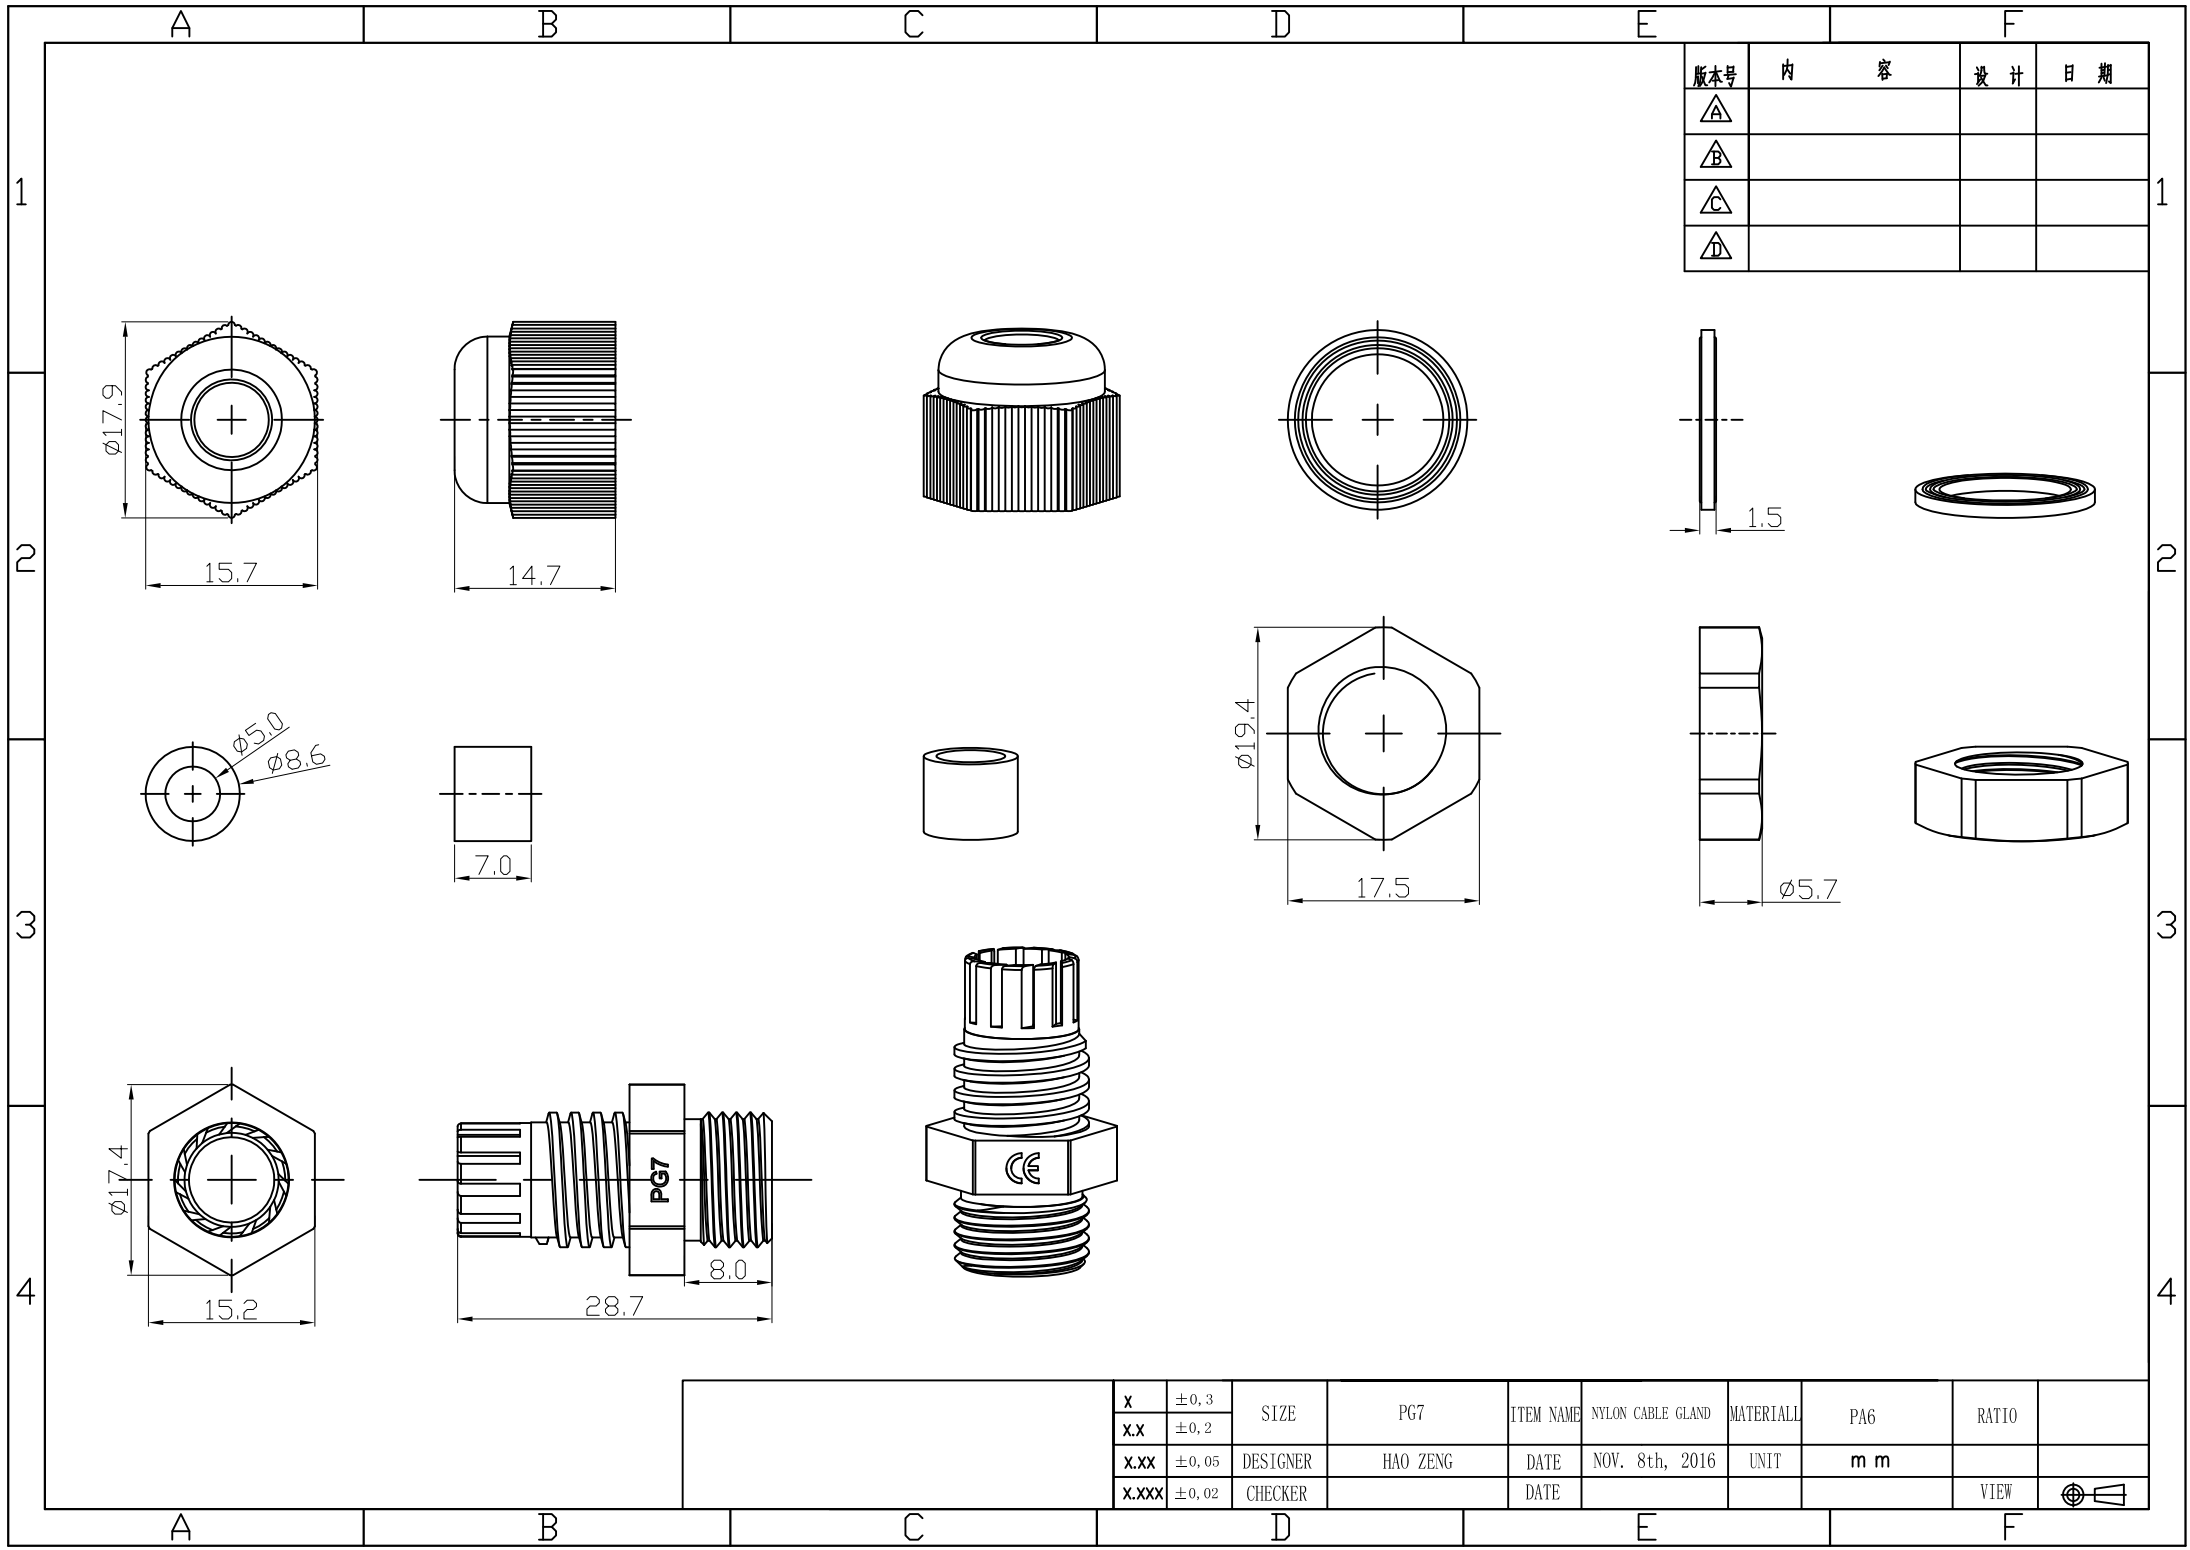 A B C D E F
1 1
版本号 内 容 设 计 日 期
A
B
C
D
ø17.9
15.7
14.7
1.5
2 2
ø5.0
ø8.6
7.0
ø19.4
17.5
ø5.7
3 3
ø17.4
15.2
PG7
8.0
28.7
CE
4 4
X ±0,3 SIZE PG7 ITEM NAME NYLON CABLE GLAND MATERIALL PA6 RATIO
X.X ±0,2
X.XX ±0,05 DESIGNER HAO ZENG DATE NOV. 8th, 2016 UNIT mm
X.XXX ±0,02 CHECKER DATE VIEW
A B C D E F